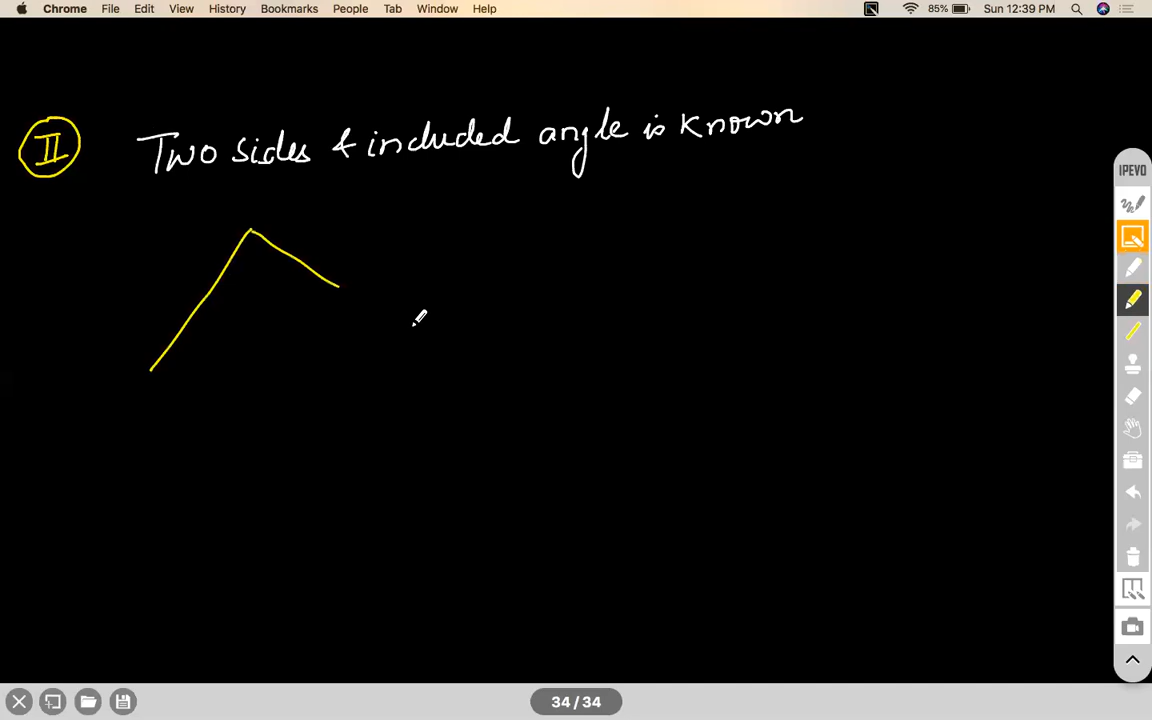 Chrome File Edit View History Bookmarks People Tab Window Help 85% Sun 12:39 PM
II Two sides & included angle is known
IPEVO
34 / 34